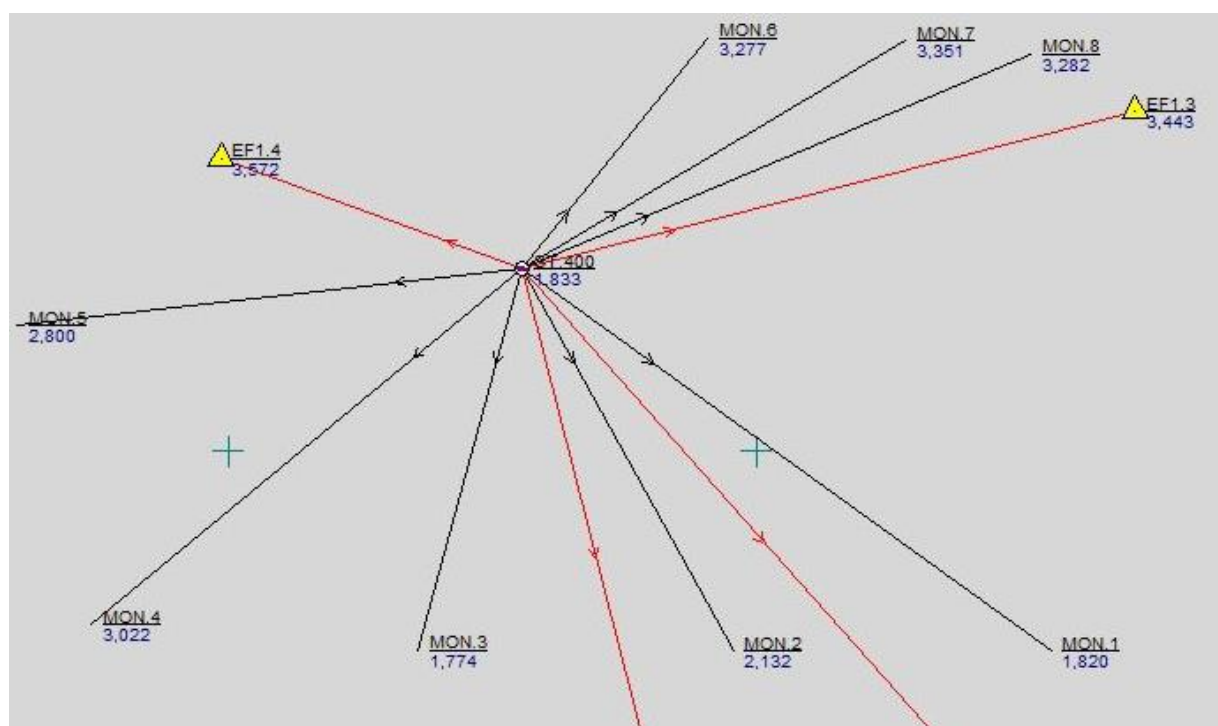 MON.6
3,277
MON.7
3,351
MON.8
3,282
EF1.3
3,443
EF1.4
3,572
ST.400
1,833
MON.5
2,800
MON.4
3,022
MON.3
1,774
MON.2
2,132
MON.1
1,820